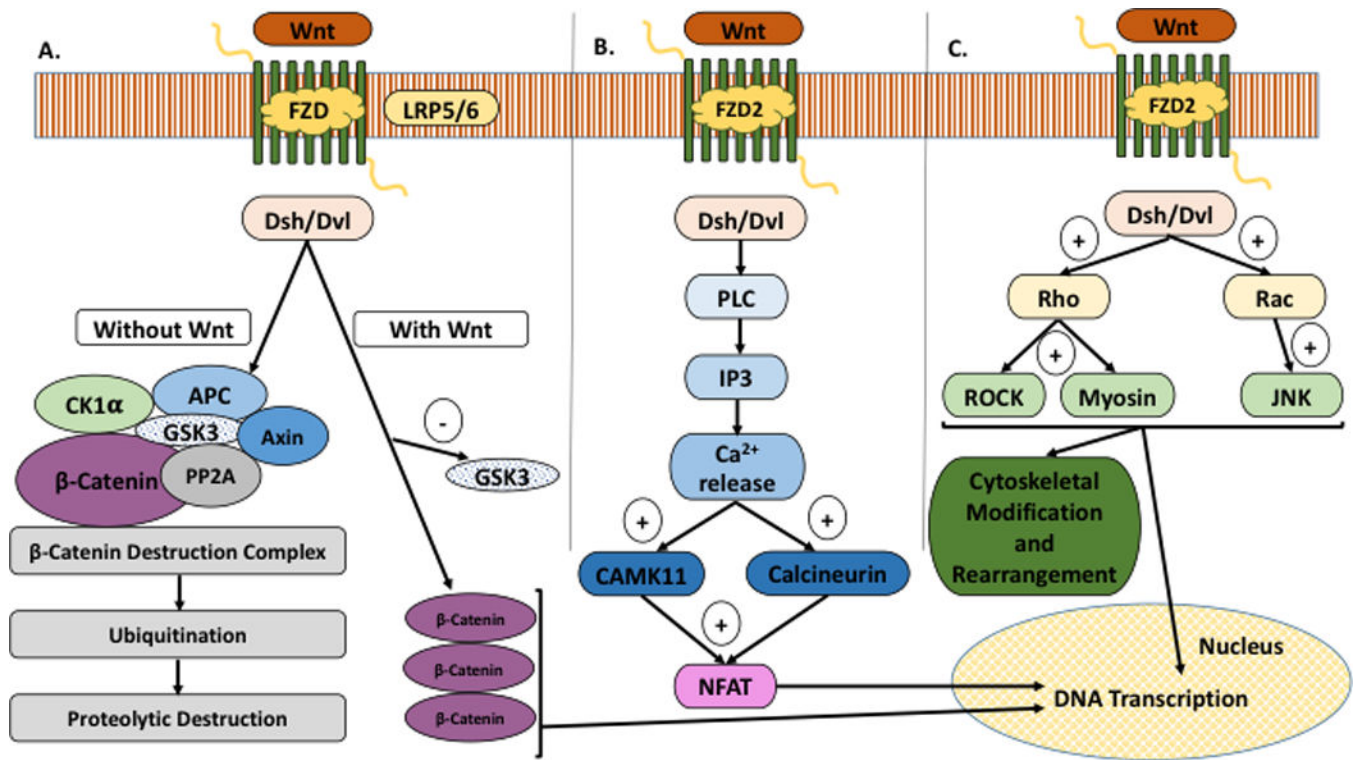 A.
Wnt
FZD
LRP5/6
Dsh/Dvl
Without Wnt
With Wnt
CK1α
APC
GSK3
Axin
β-Catenin
PP2A
-
GSK3
β-Catenin Destruction Complex
Ubiquitination
Proteolytic Destruction
β-Catenin
β-Catenin
β-Catenin
B.
Wnt
FZD2
Dsh/Dvl
PLC
IP3
Ca²⁺
release
+
+
CAMK11
Calcineurin
+
NFAT
C.
Wnt
FZD2
Dsh/Dvl
+
+
Rho
Rac
+
+
ROCK
Myosin
JNK
Cytoskeletal
Modification
and
Rearrangement
Nucleus
DNA Transcription